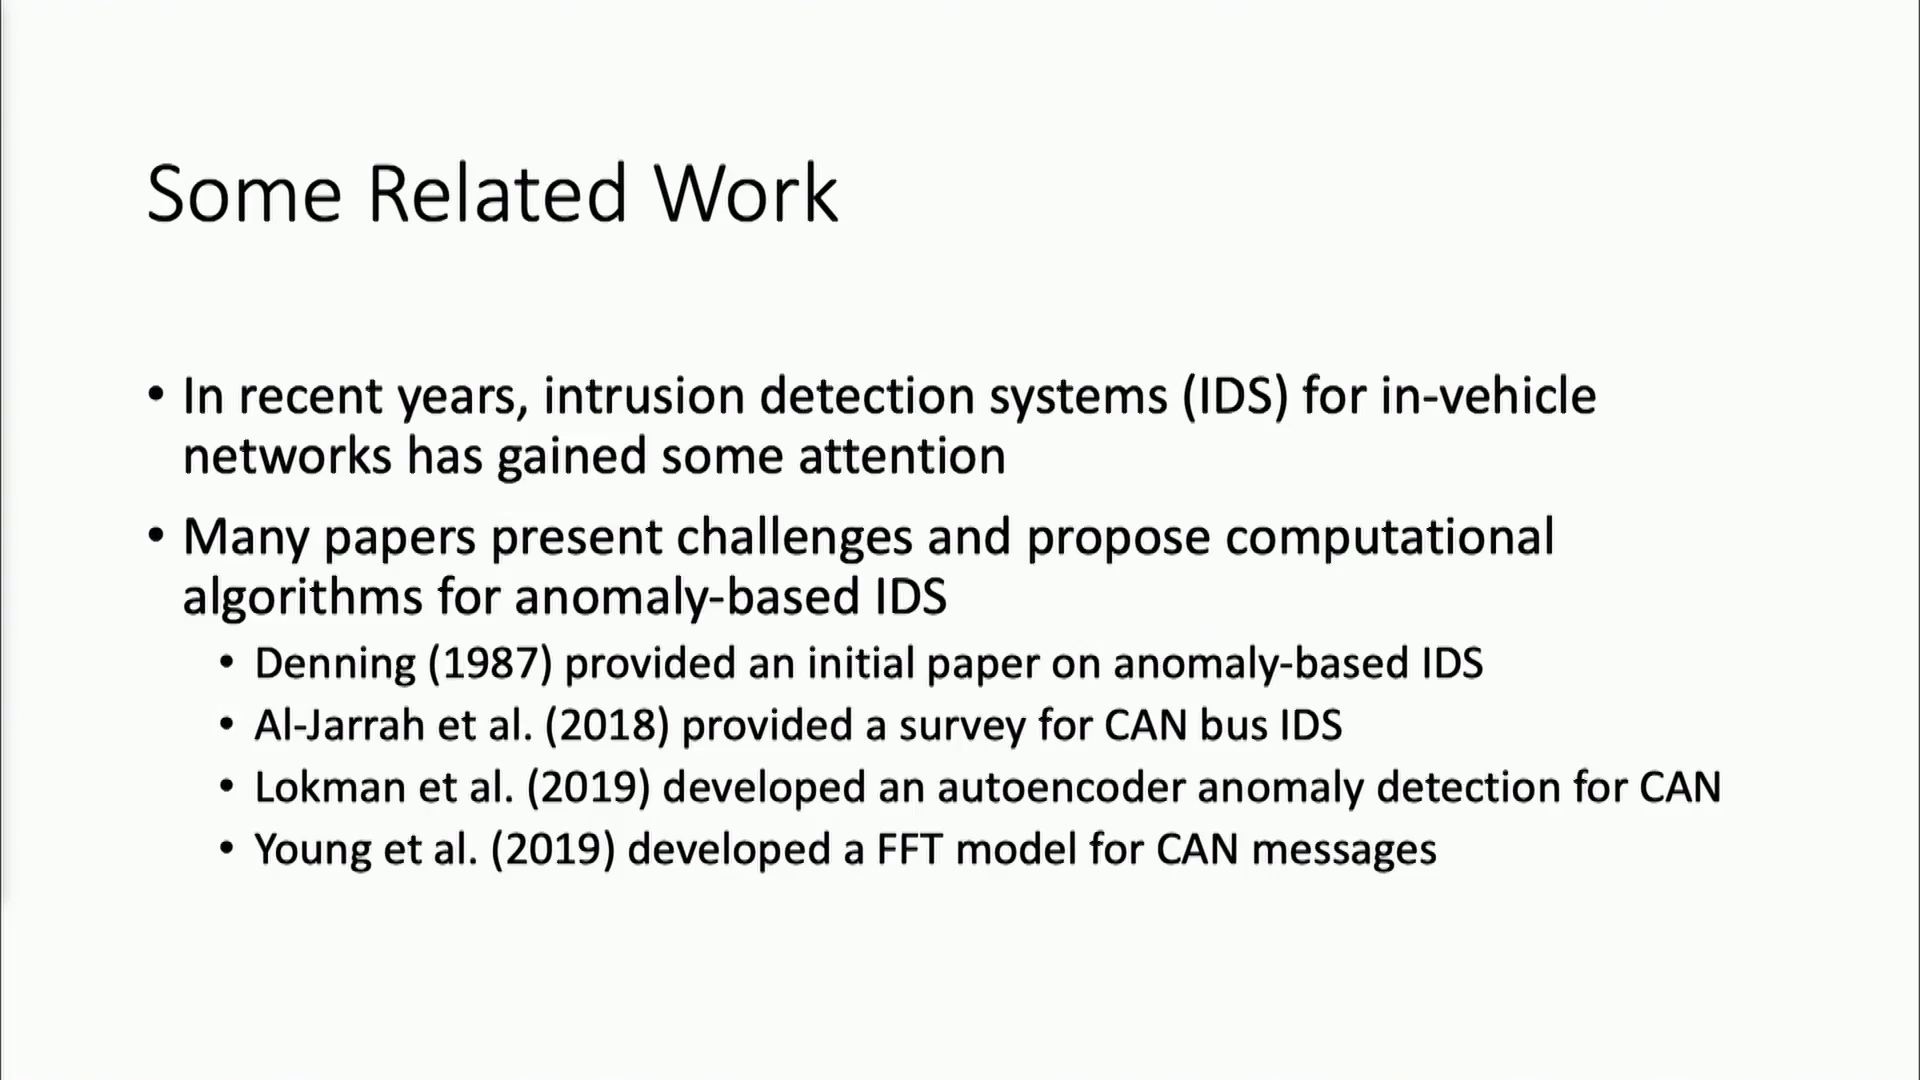 Some Related Work
• In recent years, intrusion detection systems (IDS) for in-vehicle
networks has gained some attention
• Many papers present challenges and propose computational
algorithms for anomaly-based IDS
• Denning (1987) provided an initial paper on anomaly-based IDS
• Al-Jarrah et al. (2018) provided a survey for CAN bus IDS
• Lokman et al. (2019) developed an autoencoder anomaly detection for CAN
• Young et al. (2019) developed a FFT model for CAN messages